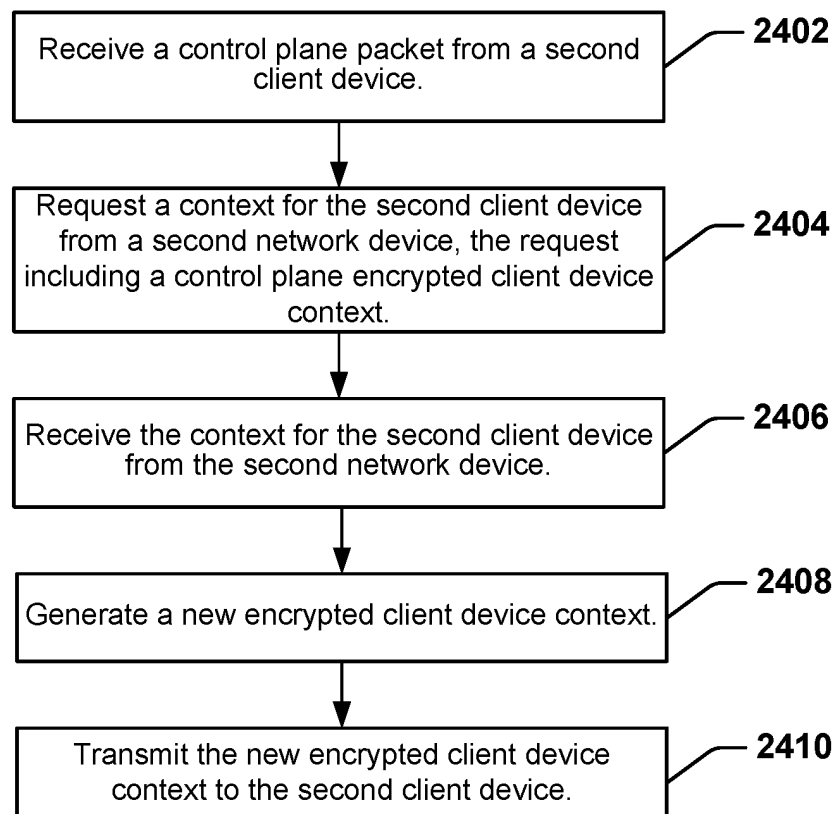 Receive a control plane packet from a second
client device.
2402
Request a context for the second client device
from a second network device, the request
including a control plane encrypted client device
context.
2404
Receive the context for the second client device
from the second network device.
2406
Generate a new encrypted client device context.
2408
Transmit the new encrypted client device
context to the second client device.
2410